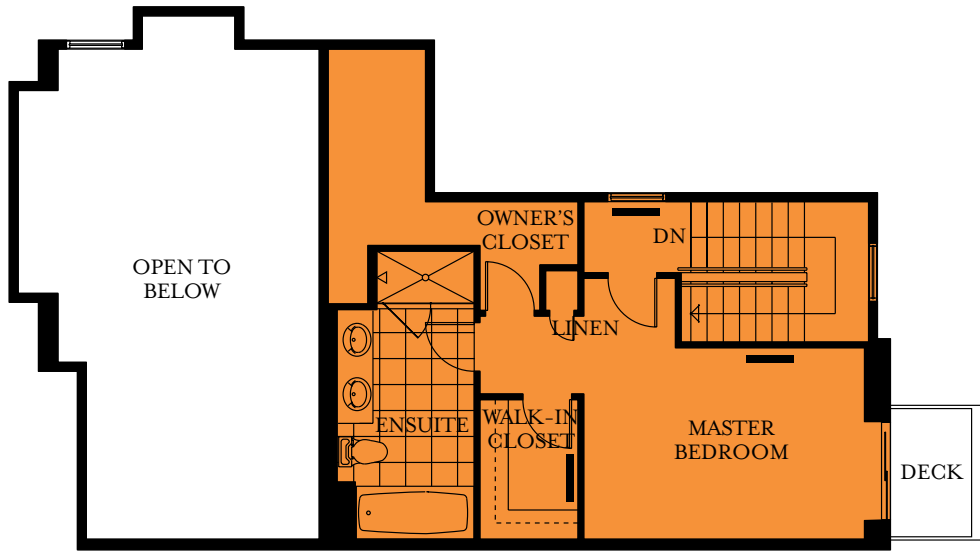 OWNER'S
CLOSET
DN
OPEN TO
BELOW
LINEN
ENSUITE
WALK-IN
CLOSET
MASTER
BEDROOM
DECK